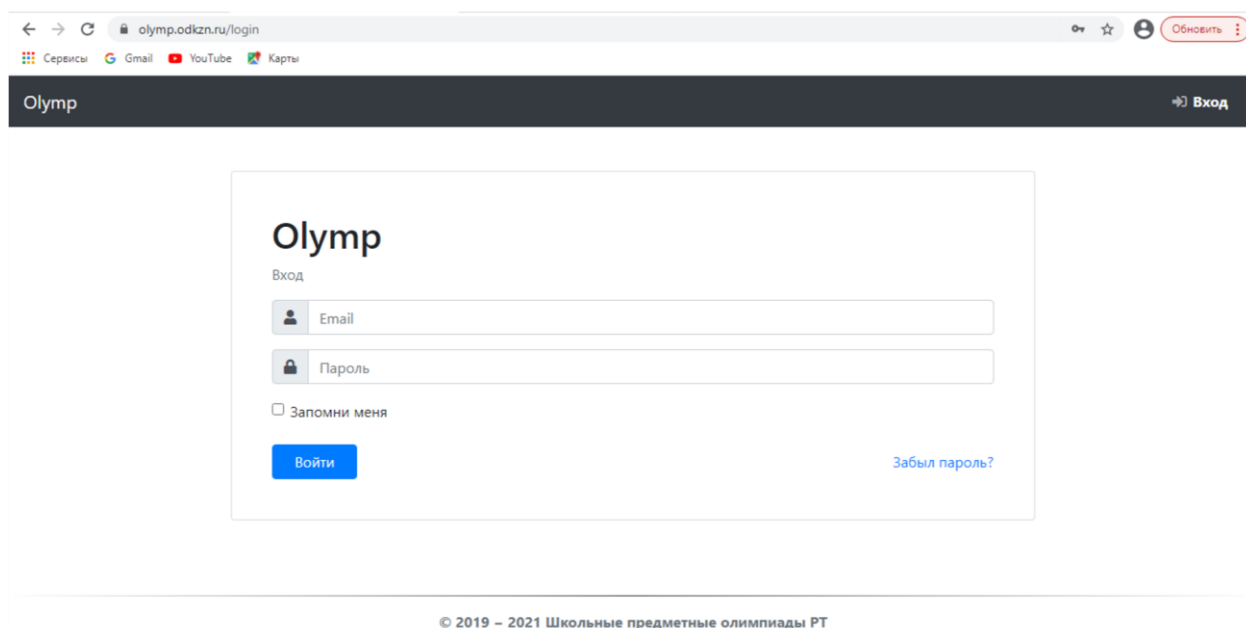 olymp.odkzn.ru/login
Обновить
Сервисы Gmail YouTube Карты
Olymp Вход
Olymp
Вход
Email
Пароль
Запомни меня
Войти Забыл пароль?
© 2019 – 2021 Школьные предметные олимпиады РТ